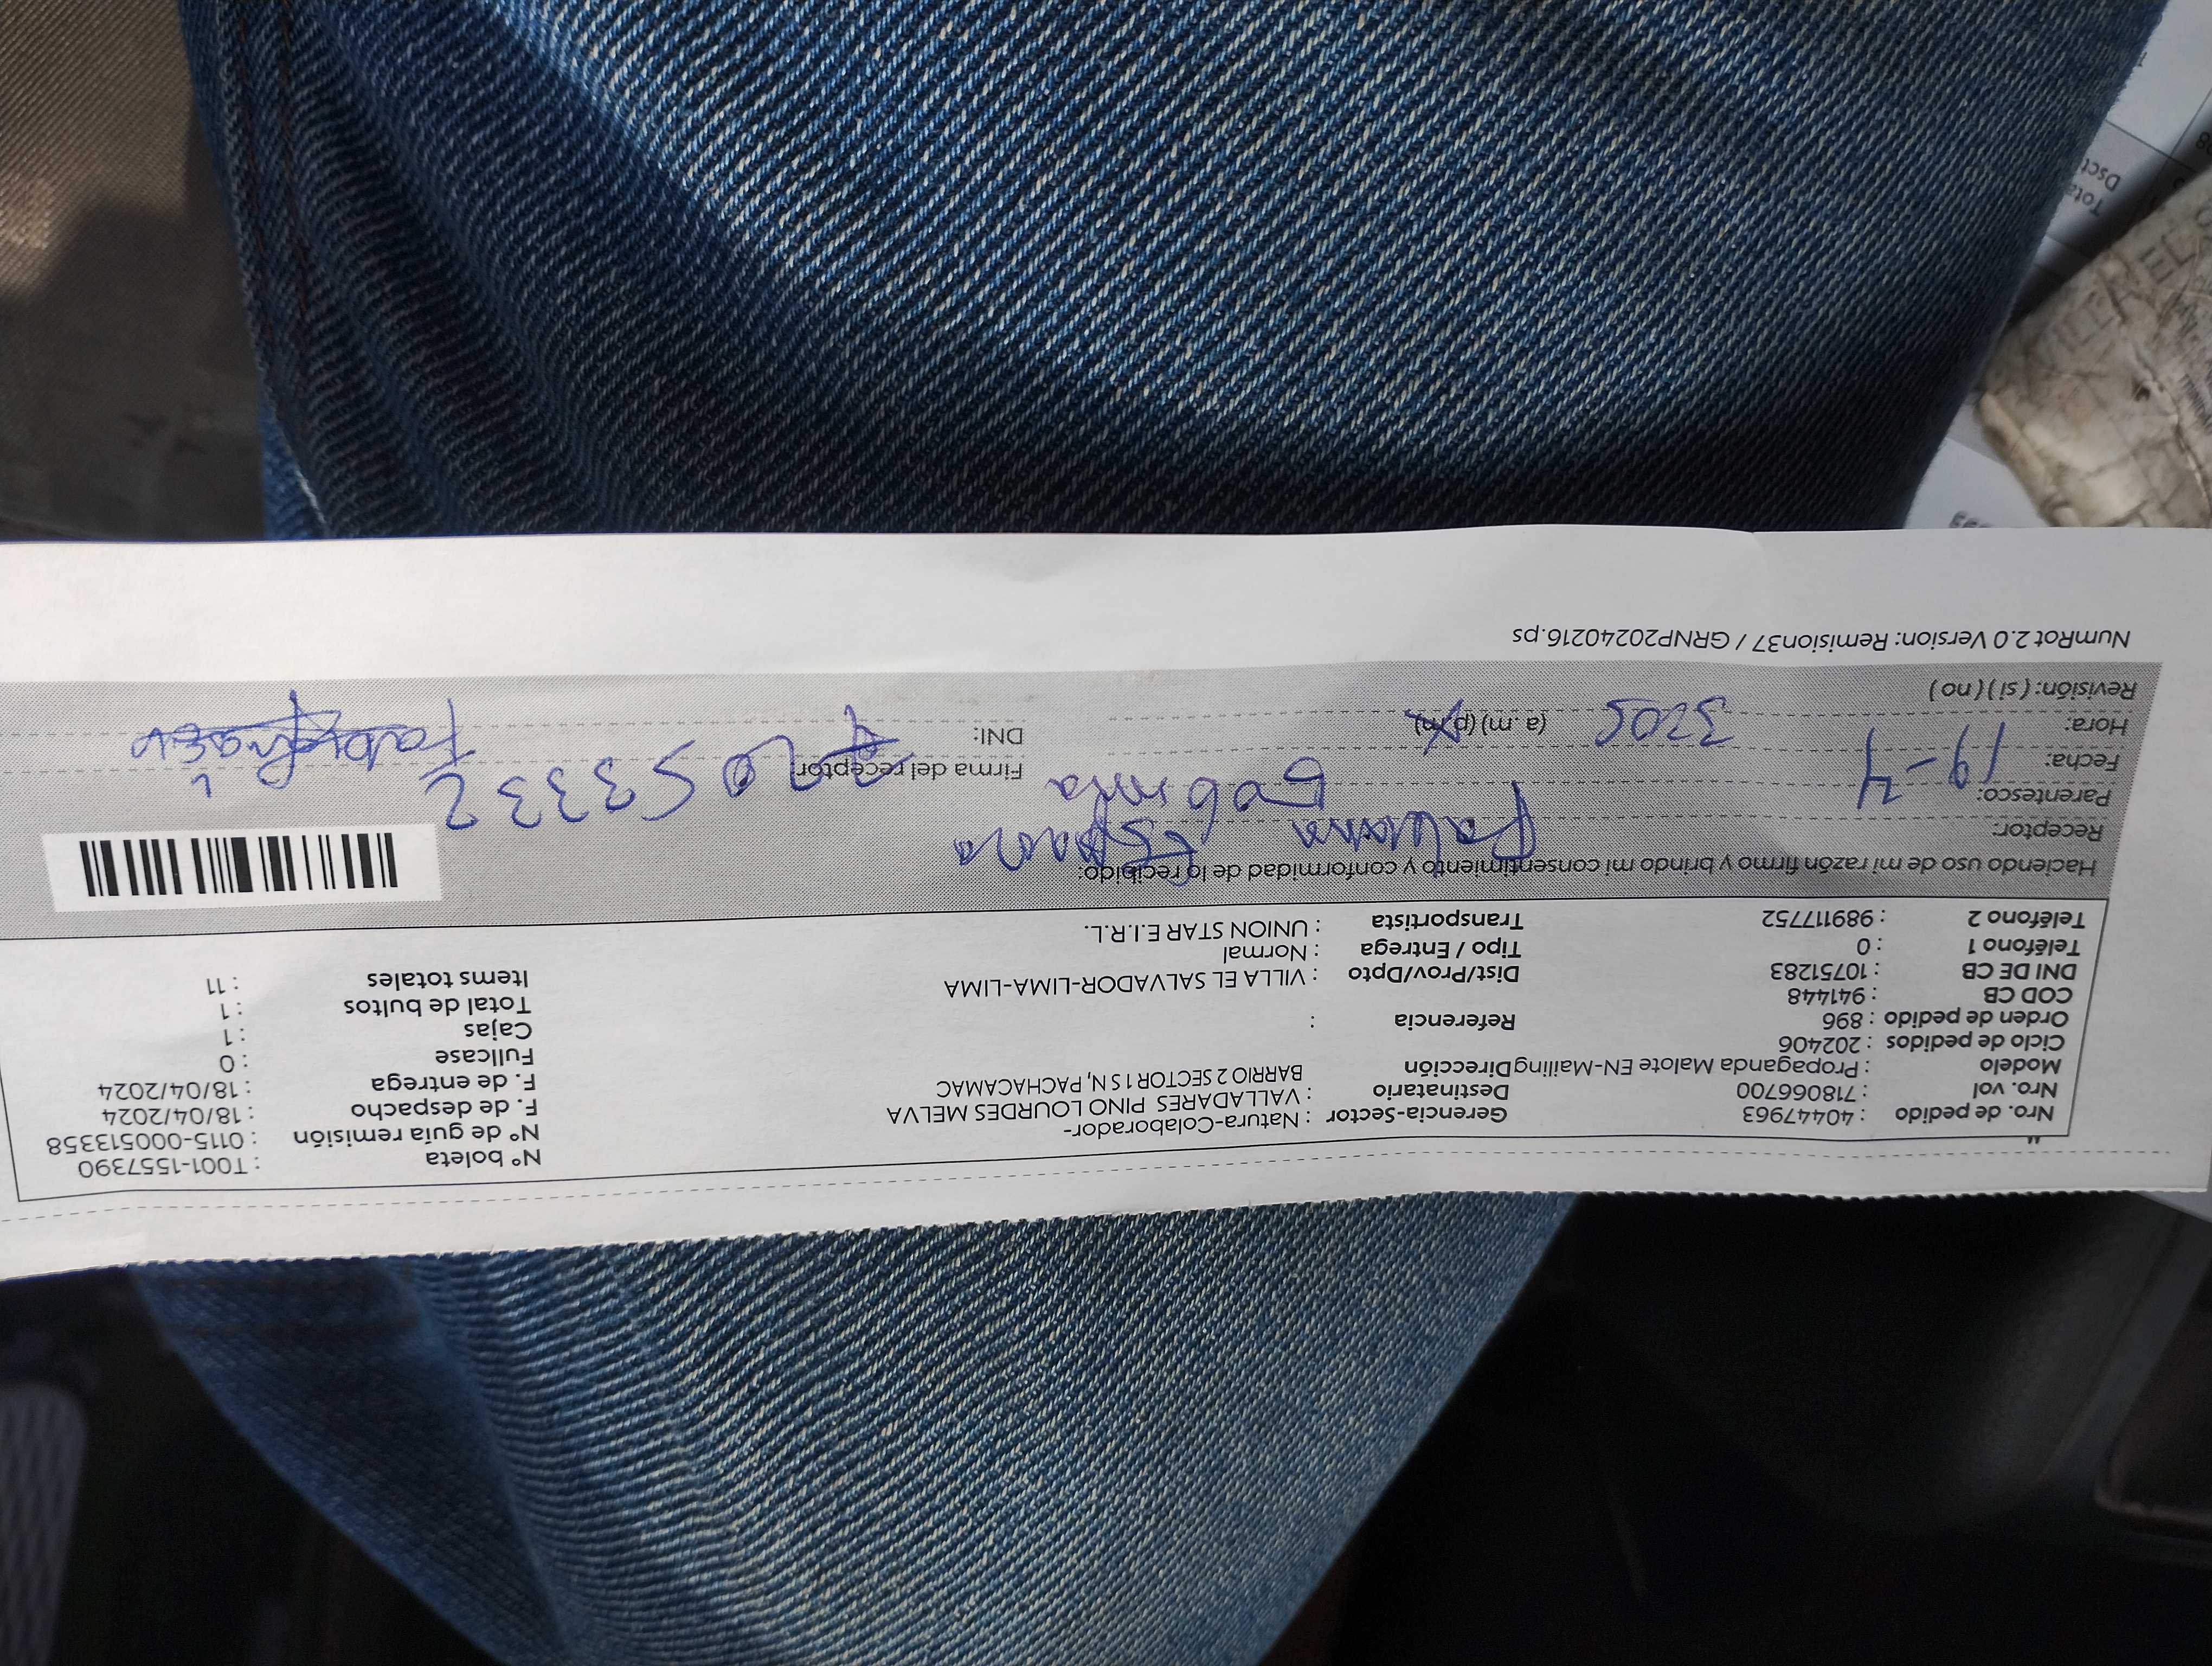 Nº boleta : T001-1557390
Nro. de pedido : 40447963 Gerencia-Sector : Natura-Colaborador- Nº de guía remisión : 0115-000513358
Nro. vol : 718066700 Destinatario : VALLADARES PINO LOURDES MELVA F. de despacho : 18/04/2024
Modelo : Propaganda Malote EN-Mailing Dirección BARRIO 2 SECTOR 1 S N, PACHACAMAC F. de entrega : 18/04/2024
Ciclo de pedidos : 202406 Fullcase : 0
Orden de pedido : 896 Referencia : Cajas : 1
COD CB : 941448 Total de bultos : 1
DNI DE CB : 10751283 Dist/Prov/Dpto : VILLA EL SALVADOR-LIMA-LIMA Items totales : 11
Teléfono 1 : 0 Tipo / Entrega : Normal
Teléfono 2 : 989117752 Transportista : UNION STAR E.I.R.L.
Haciendo uso de mi razón firmo y brindo mi consentimiento y conformidad de lo recibido:
Receptor:
Parentesco: Sobrina
Fecha: 19-4 Firma del receptor:
Hora: (a.m) (p.m) DNI:
Revisión: (si) (no)
NumRot 2.0 Version: Remision37 / GRNP20240216.ps
Tota
Dsct